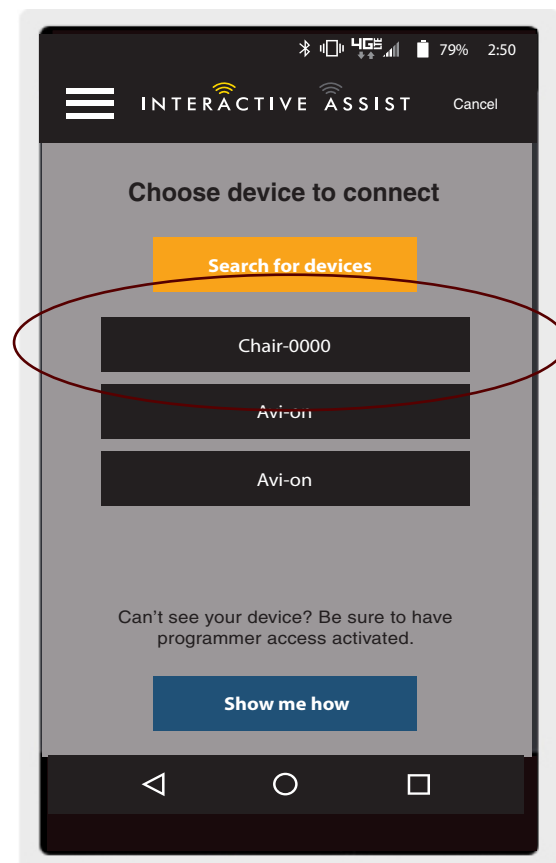 4GE 79% 2:50
INTERACTIVE ASSIST Cancel
Choose device to connect
Search for devices
Chair-0000
Avi-on
Avi-on
Can't see your device? Be sure to have
programmer access activated.
Show me how